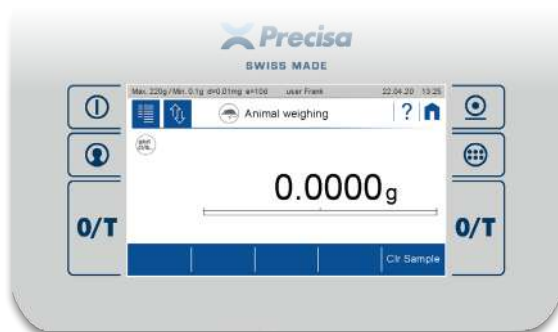 Precisa
SWISS MADE
Max. 220g/Min. 0.1g d=0.01mg e=10d user Frank 22.04.20 13:25
Animal weighing ?
0.0000g
0/T 0/T
Clr Sample